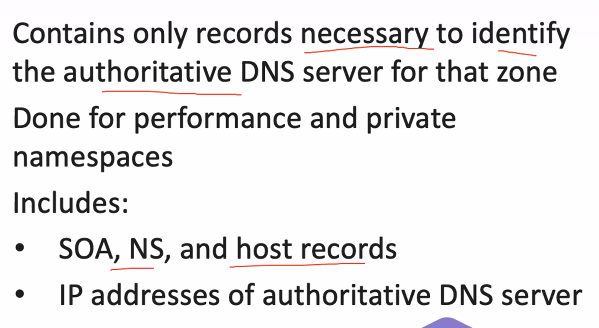 Contains only records necessary to identify
the authoritative DNS server for that zone
Done for performance and private
namespaces
Includes:
• SOA, NS, and host records
• IP addresses of authoritative DNS server